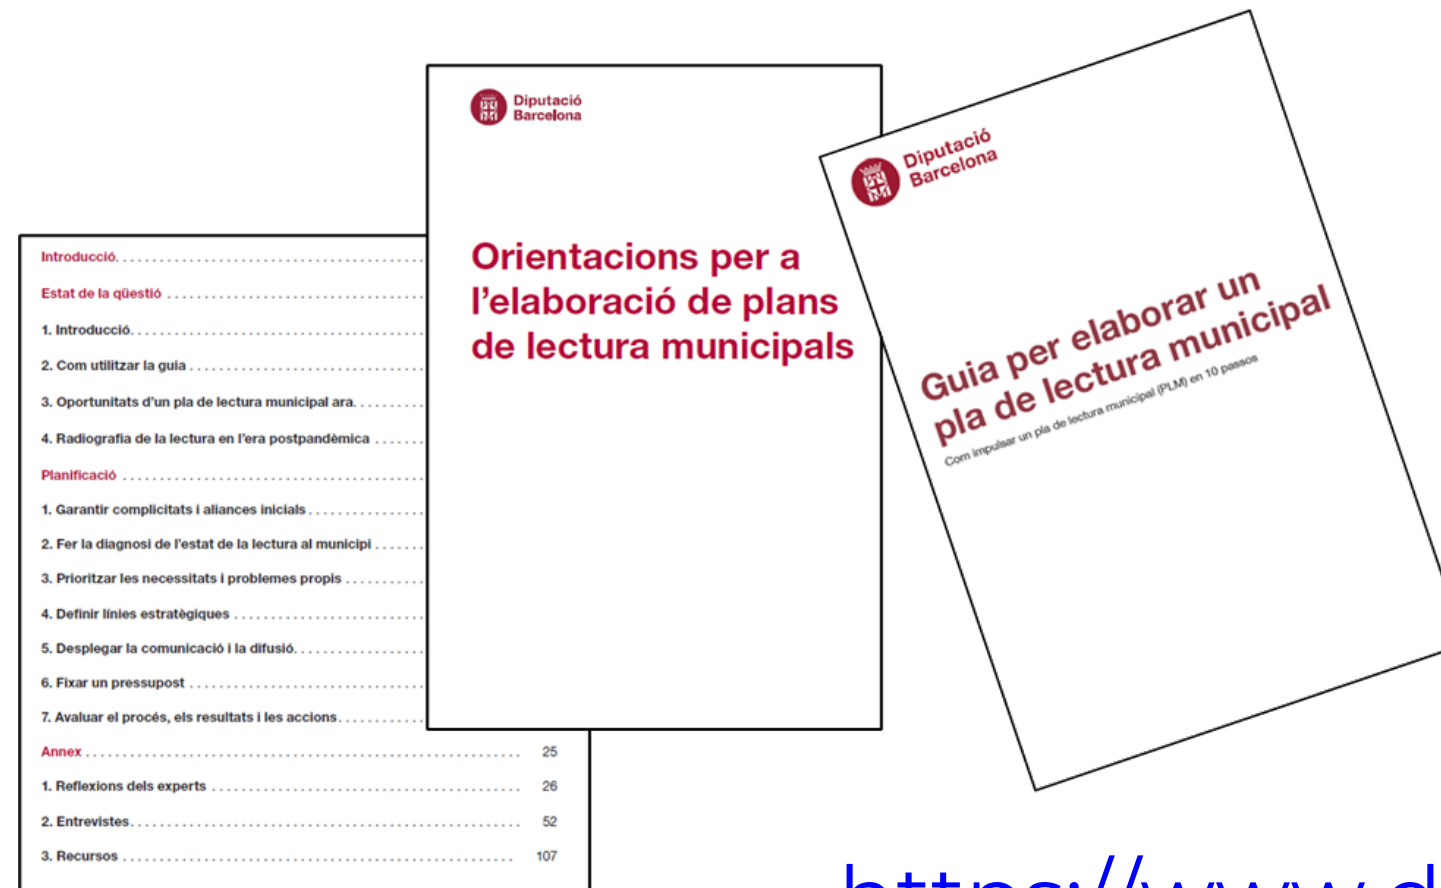 Introducció
Estat de la qüestió
1. Introducció
2. Com utilitzar la guia
3. Oportunitats d'un pla de lectura municipal ara
4. Radiografia de la lectura en l'era postpandèmica
Planificació
1. Garantir complicitats i aliances inicials
2. Fer la diagnosi de l'estat de la lectura al municipi
3. Prioritzar les necessitats i problemes propis
4. Definir línies estratègiques
5. Desplegar la comunicació i la difusió
6. Fixar un pressupost
7. Avaluar el procés, els resultats i les accions
Annex 25
1. Reflexions dels experts 26
2. Entrevistes 52
3. Recursos 107
Diputació
Barcelona
Orientacions per a
l'elaboració de plans
de lectura municipals
Diputació
Barcelona
Guia per elaborar un
pla de lectura municipal
Com impulsar un pla de lectura municipal (PLM) en 10 passos
https://www.d